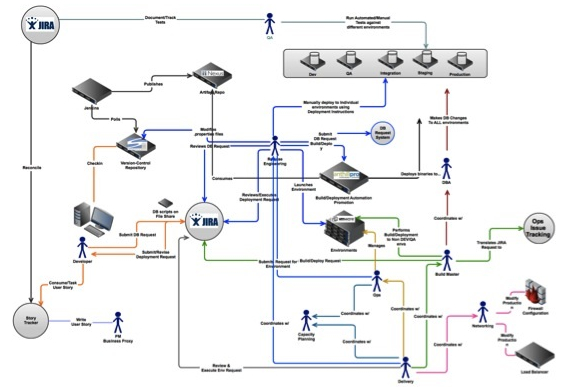 JIRA
Document/Track
Tests
QA
Run Automated/Manual
Tests against
different environments
Dev
QA
Integration
Staging
Production
Publishes
Jenkins
Polls
Version-Control
Repository
Modifies
properties files
Reviews DB Request
Release
Engineering
Manually deploy to individual
environments using
Deployment Instructions
Submit
DB Request
Build/Deplo
y
DB
Request
System
Makes DB Changes
To ALL environments
Consumes
anthillpro
Build/Deployment Automation
Promotion
Deploys binaries to...
DBA
Reconcile
Checkin
DB scripts on
File Share
Reviews/Executes
Deployment Request
Launches
Environment
JIRA
Submit DB Request
Submit/Revise
Deployment Request
Developer
Environments
Performs
Build/Deployment
to Non DEV/QA
envs
Manages
Coordinates w/
Ops
Issue
Tracking
Translates JIRA
Request to
Build Master
Submit Request for
Environment
Build/Deploy Request
Ops
Consume/Task
User Story
Story
Tracker
Write
User Story
PM
Business Proxy
Coordinates w/
Capacity
Planning
Coordinates w/
Coordinates w/
Coordinates w/
Coordinates w/
Networking
Modify
Productio
n
Firewall
Configuration
Modify
Productio
n
Load Balancer
Review &
Execute Env Request
Delivery